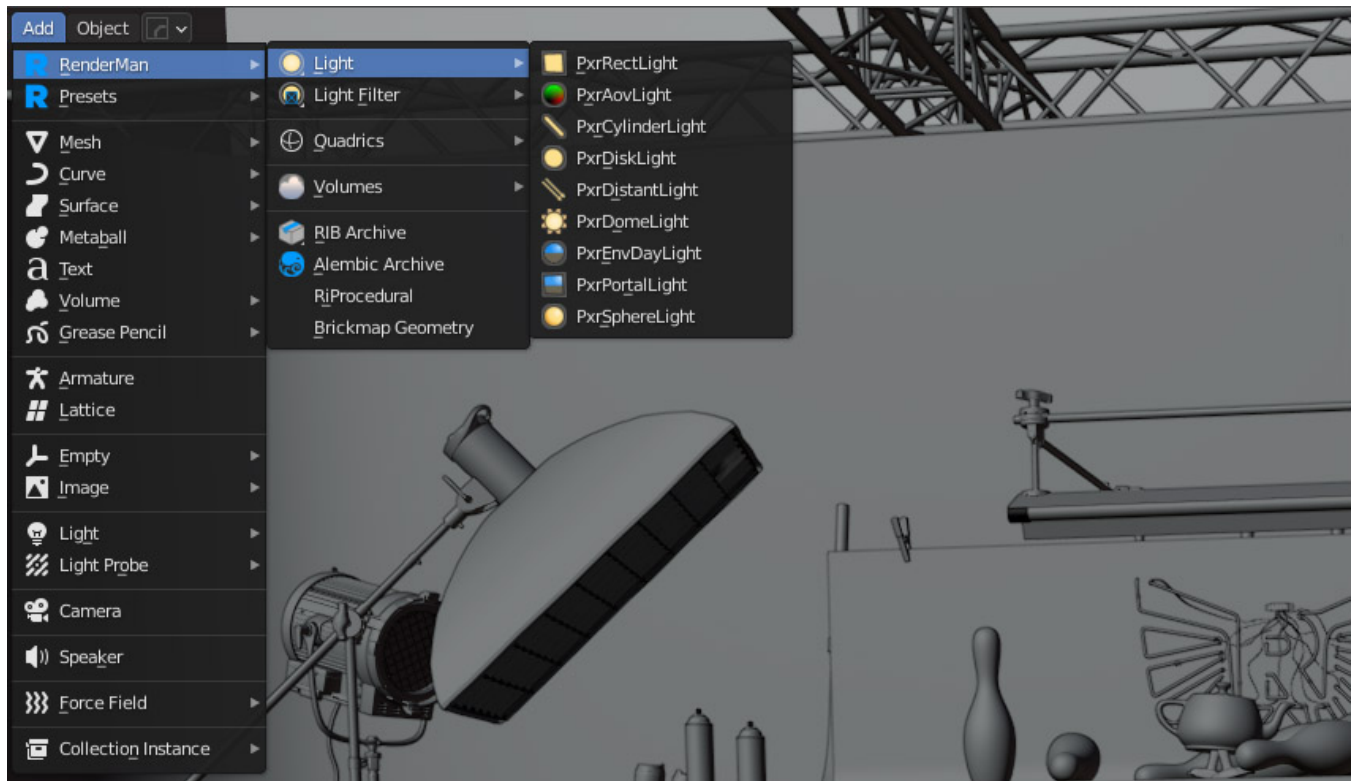 Add Object
RenderMan
Presets
Mesh
Curve
Surface
Metaball
Text
Volume
Grease Pencil
Armature
Lattice
Empty
Image
Light
Light Probe
Camera
Speaker
Force Field
Collection Instance
Light
Light Filter
Quadrics
Volumes
RIB Archive
Alembic Archive
RiProcedural
Brickmap Geometry
PxrRectLight
PxrAovLight
PxrCylinderLight
PxrDiskLight
PxrDistantLight
PxrDomeLight
PxrEnvDayLight
PxrPortalLight
PxrSphereLight